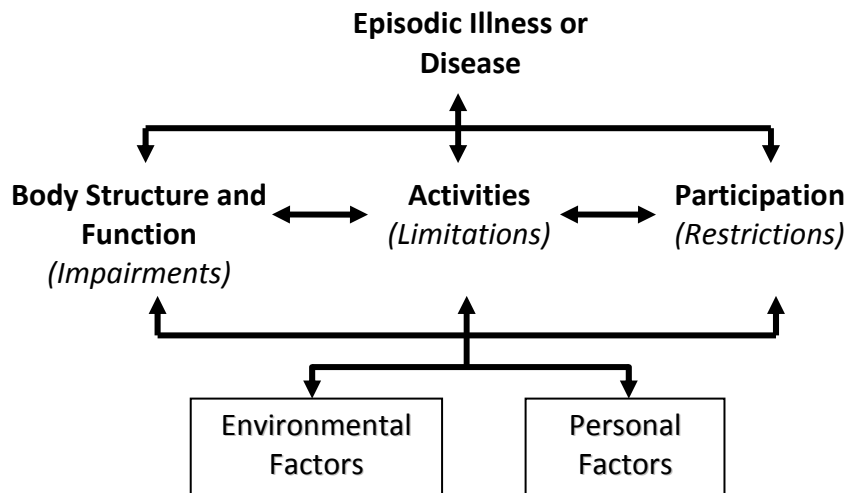 Episodic Illness or
Disease
Body Structure and
Function
(Impairments)
Activities
(Limitations)
Participation
(Restrictions)
Environmental
Factors
Personal
Factors